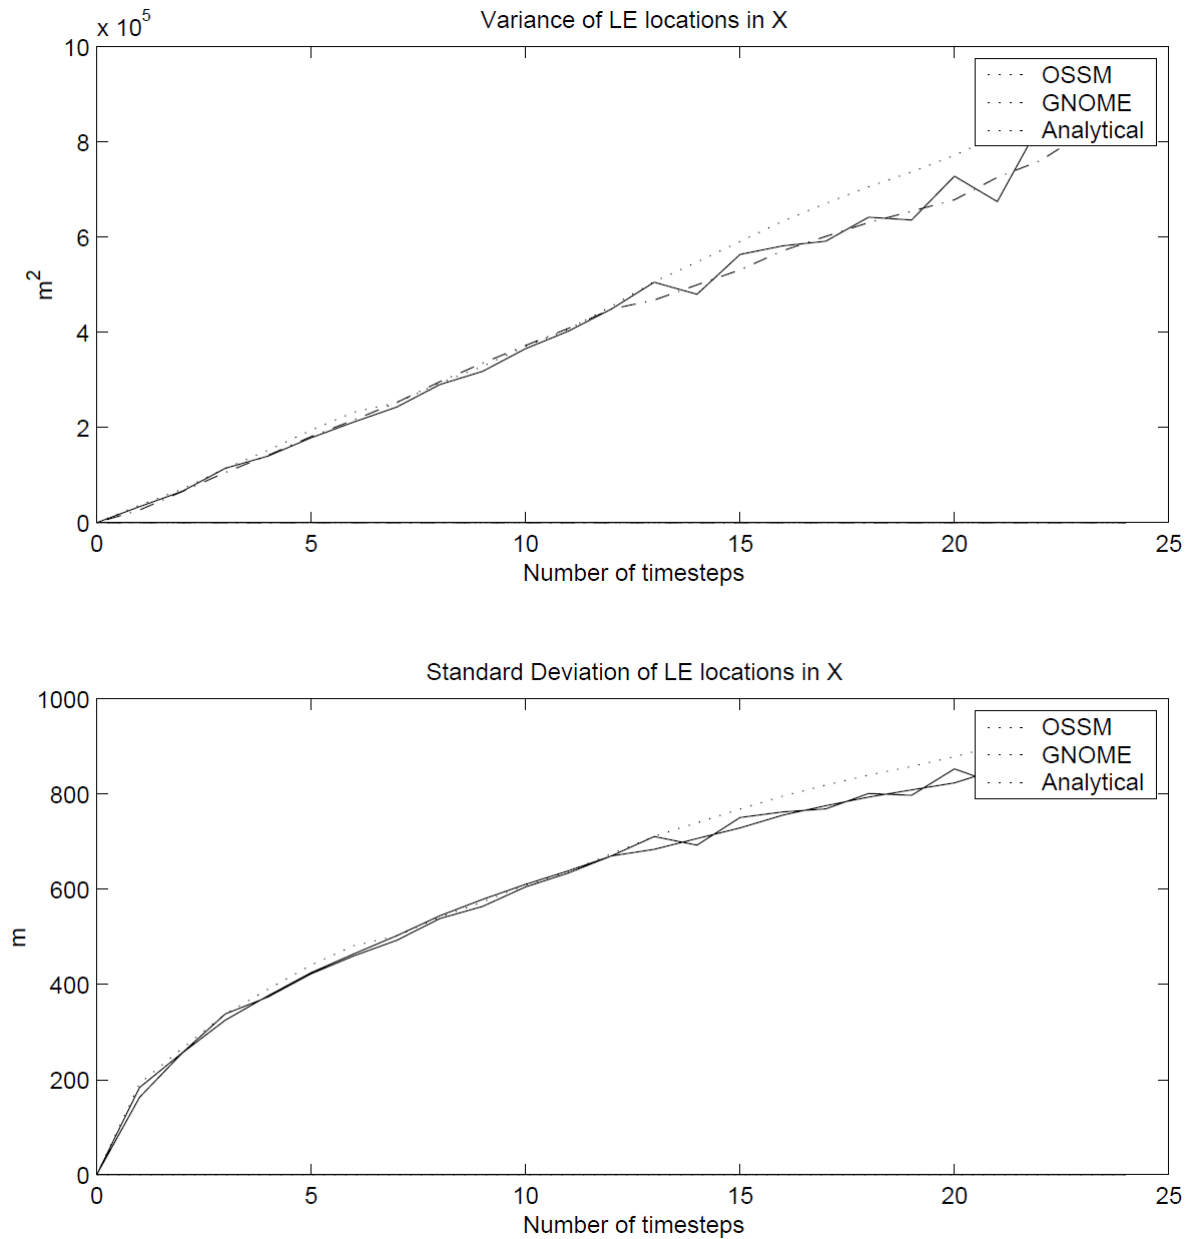 Variance of LE locations in X
x 10^5
10
8
6
4
2
0
m^2
OSSM
GNOME
Analytical
0 5 10 15 20 25
Number of timesteps
Standard Deviation of LE locations in X
1000
800
600
400
200
0
m
OSSM
GNOME
Analytical
0 5 10 15 20 25
Number of timesteps